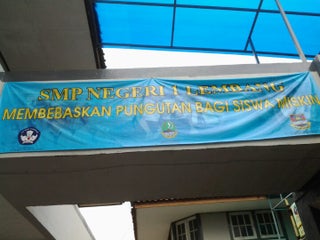 SMP NEGERI 1 LEMBANG
MEMBEBASKAN PUNGUTAN BAGI SISWA MISKIN